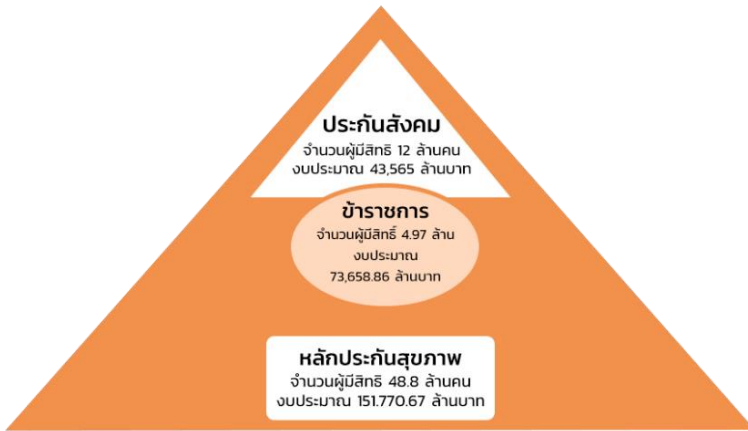 ประกันสังคม
จำนวนผู้มีสิทธิ 12 ล้านคน
งบประมาณ 43,565 ล้านบาท
ข้าราชการ
จำนวนผู้มีสิทธิ์ 4.97 ล้าน
งบประมาณ
73,658.86 ล้านบาท
หลักประกันสุขภาพ
จำนวนผู้มีสิทธิ 48.8 ล้านคน
งบประมาณ 151.770.67 ล้านบาท